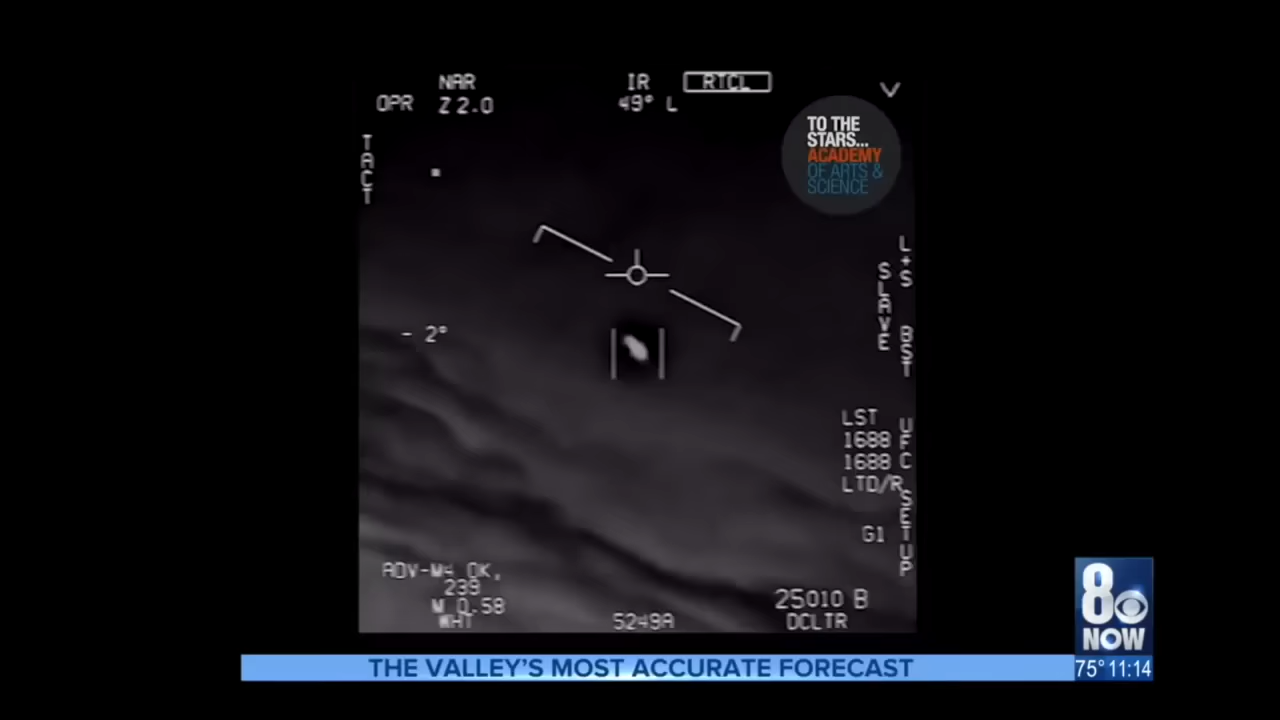 NAR
IR
RTCL
OPR
Z 2.0
49° L
TO THE
STARS...
ACADEMY
OF ARTS &
SCIENCE
TACT
L+S
SLAVE
BST
- 2°
LST
1688
1688
LTD/R
UFC
SETUP
G1
ADV-M4 OK,
239
M 0.58
WHT
5249A
25010 B
DCLTR
8
NOW
THE VALLEY'S MOST ACCURATE FORECAST
75° 11:14